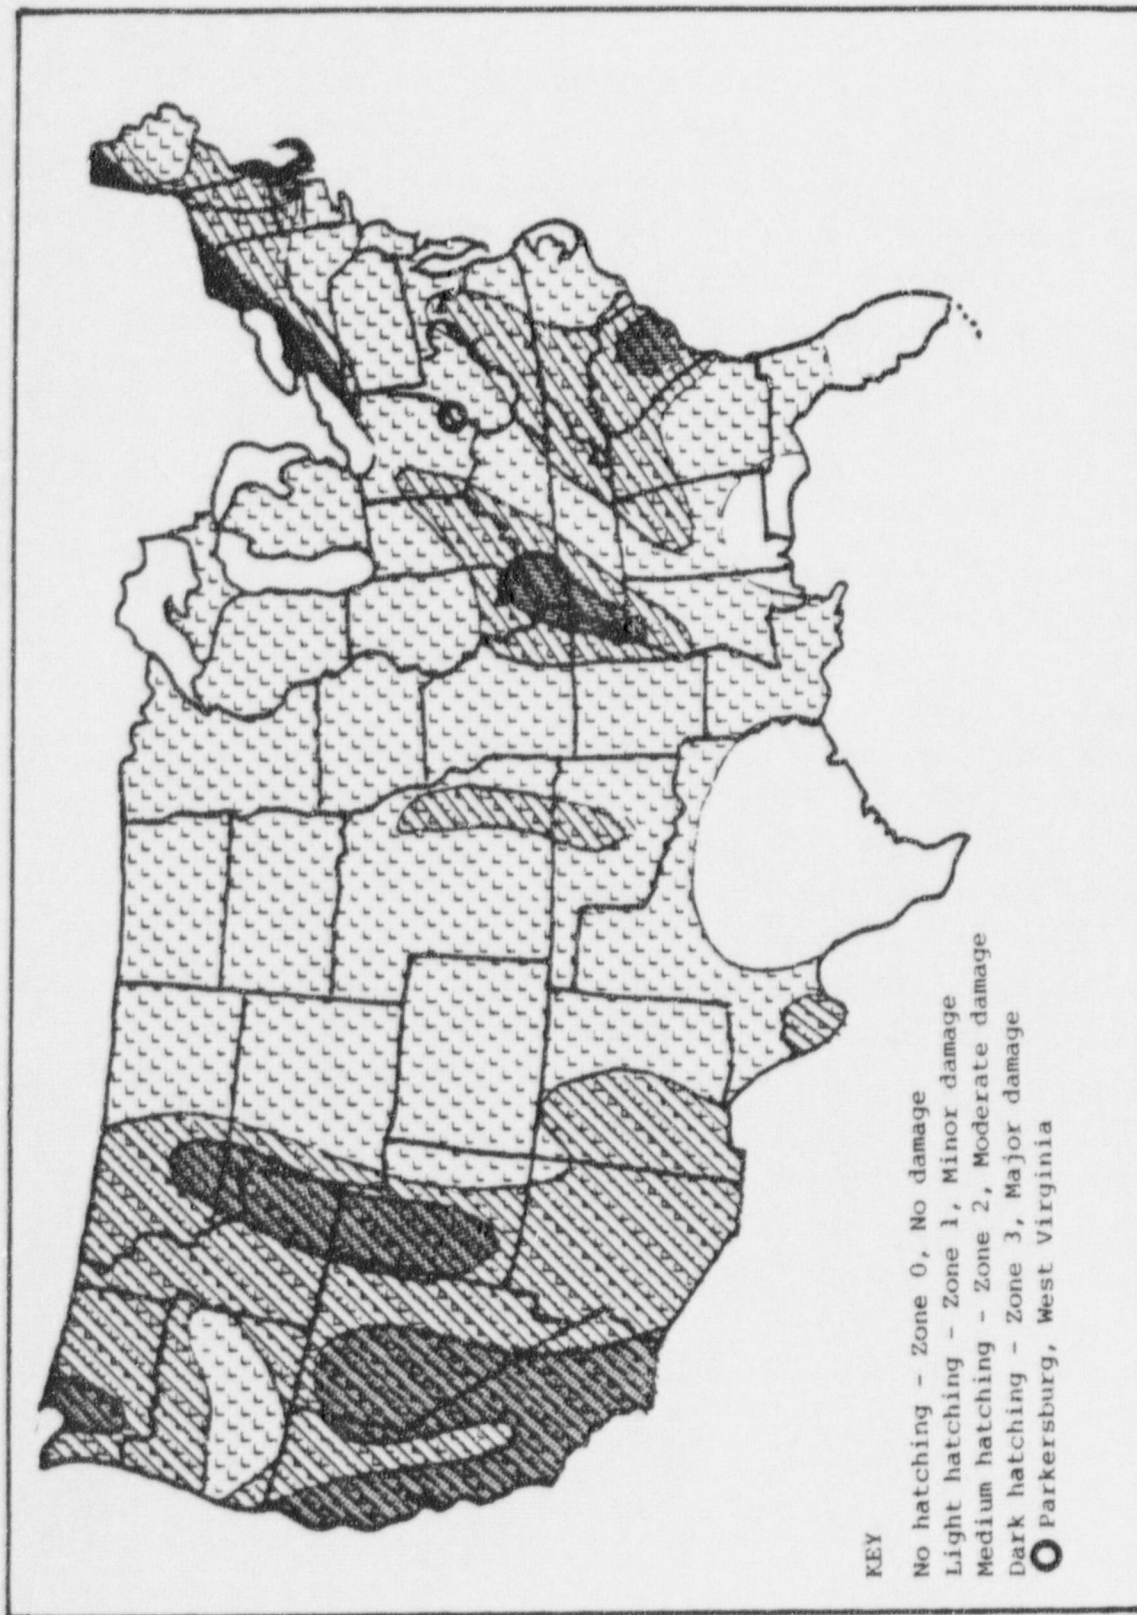 KEY
No hatching - Zone 0, No damage
Light hatching - Zone 1, Minor damage
Medium hatching - Zone 2, Moderate damage
Dark hatching - Zone 3, Major damage
Parkersburg, West Virginia